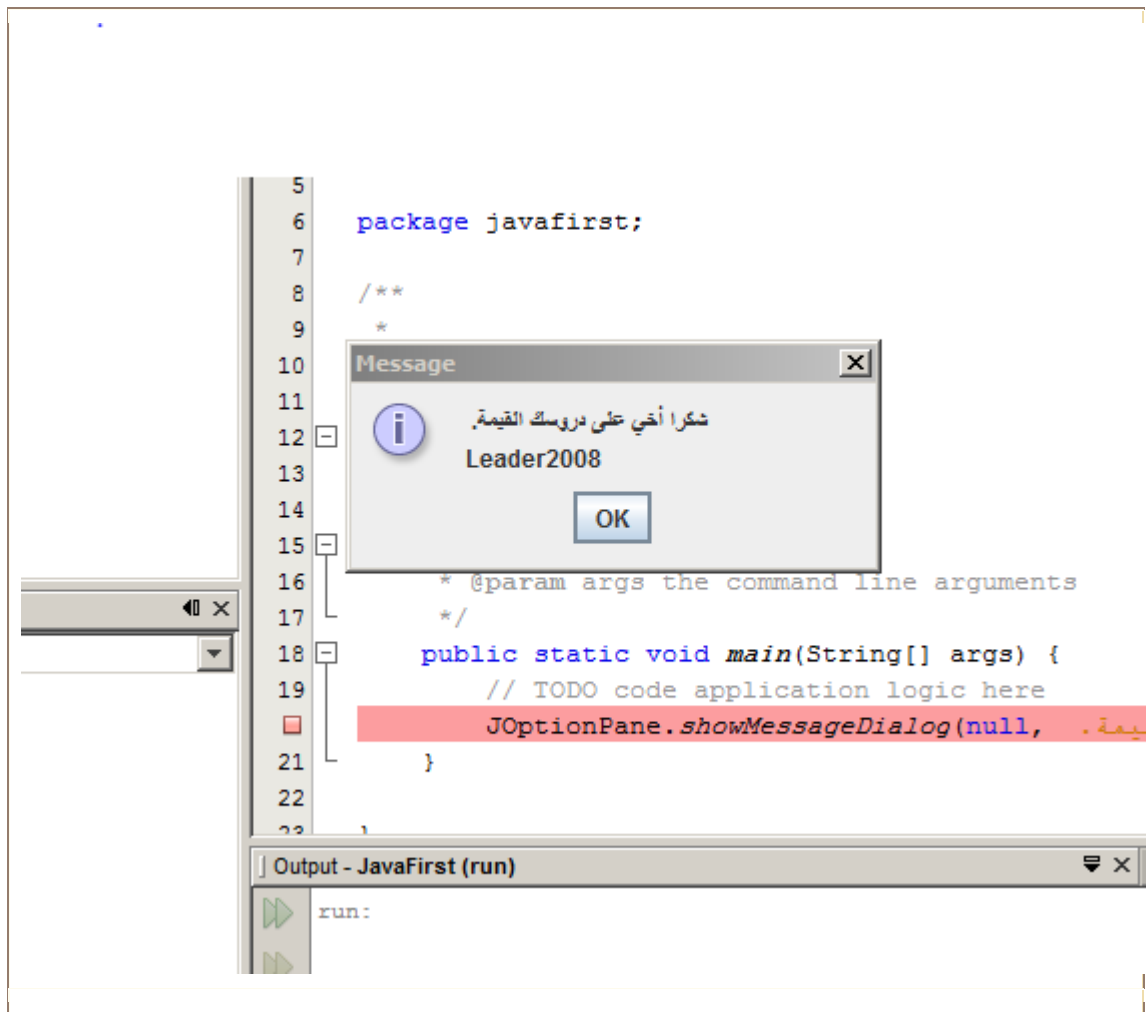 5
6 package javafirst;
7
8 /**
9 *
10
11
12
13
14
15
16 * @param args the command line arguments
17 */
18 public static void main(String[] args) {
19 // TODO code application logic here
JOptionPane.showMessageDialog(null,
21 }
22
23 }
Message
شكرا أخي على دروسك القيمة.
Leader2008
OK
Output - JavaFirst (run)
run: